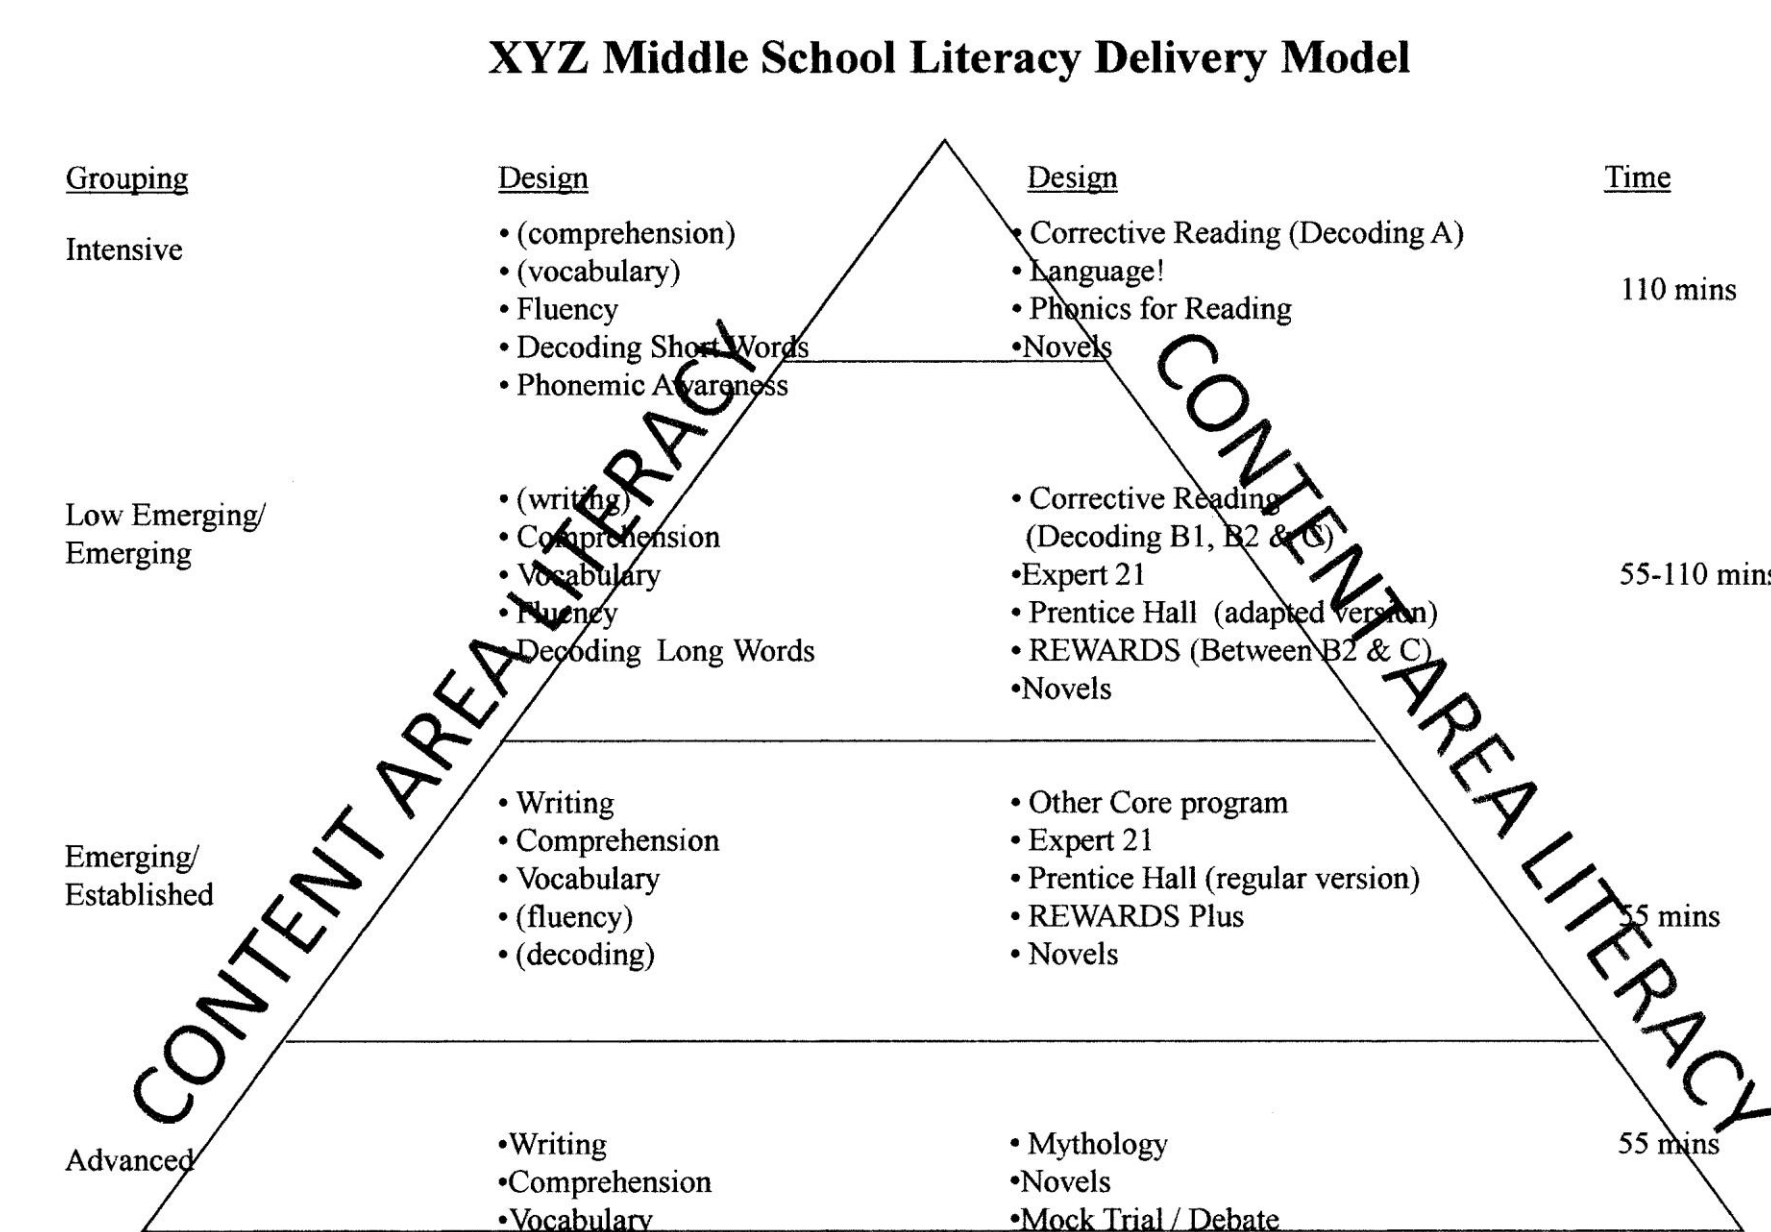 XYZ Middle School Literacy Delivery Model
Grouping
Design
Design
Time
Intensive
• (comprehension)
• (vocabulary)
• Fluency
• Decoding Short Words
• Phonemic Awareness
• Corrective Reading (Decoding A)
• Language!
• Phonics for Reading
•Novels
110 mins
Low Emerging/
Emerging
• (writing)
• Comprehension
• Vocabulary
• Fluency
• Decoding Long Words
• Corrective Reading
(Decoding B1, B2 & C)
•Expert 21
• Prentice Hall (adapted version)
• REWARDS (Between B2 & C)
•Novels
55-110 mins
Emerging/
Established
• Writing
• Comprehension
• Vocabulary
• (fluency)
• (decoding)
• Other Core program
• Expert 21
• Prentice Hall (regular version)
• REWARDS Plus
• Novels
55 mins
Advanced
•Writing
•Comprehension
•Vocabulary
• Mythology
•Novels
•Mock Trial / Debate
55 mins
CONTENT AREA LITERACY
CONTENT AREA LITERACY